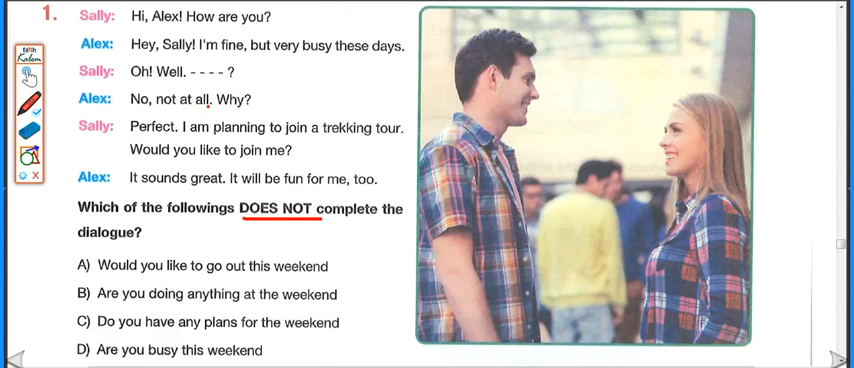 1. Sally: Hi, Alex! How are you?
Alex: Hey, Sally! I'm fine, but very busy these days.
Sally: Oh! Well. - - - - ?
Alex: No, not at all. Why?
Sally: Perfect. I am planning to join a trekking tour.
Would you like to join me?
Alex: It sounds great. It will be fun for me, too.
Which of the followings DOES NOT complete the
dialogue?
A) Would you like to go out this weekend
B) Are you doing anything at the weekend
C) Do you have any plans for the weekend
D) Are you busy this weekend
fatih
Kalem